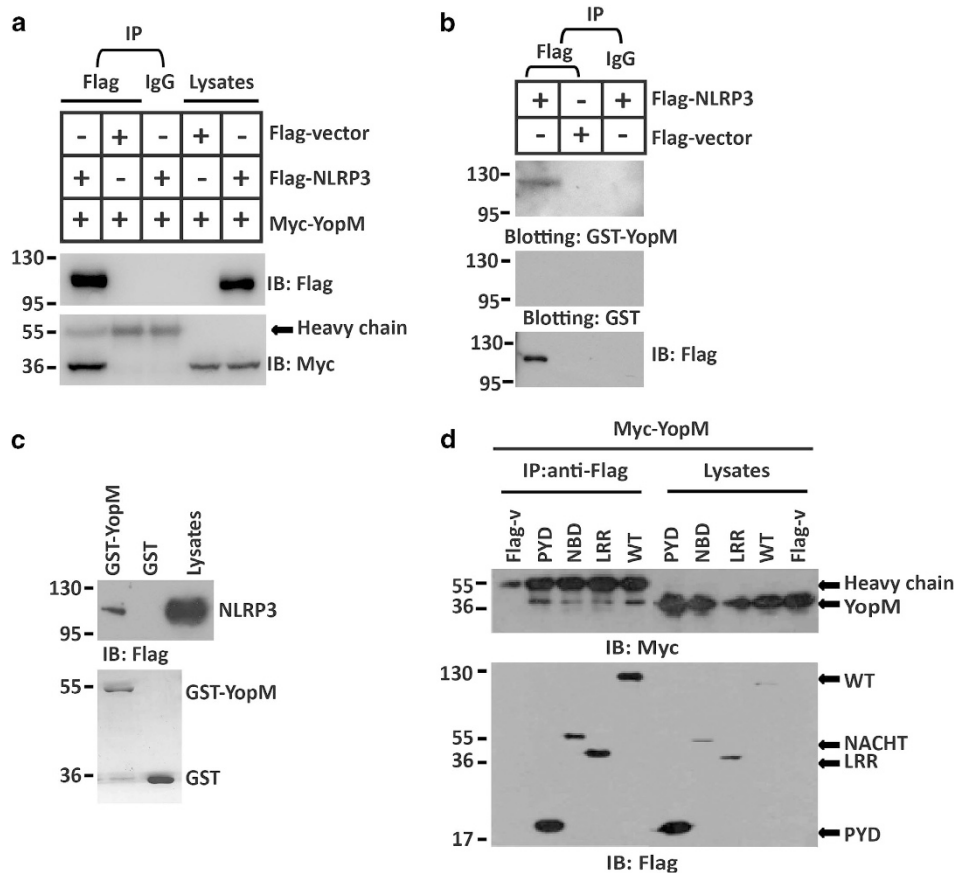 a
IP
Flag IgG Lysates
- + - + - Flag-vector
+ - + - + Flag-NLRP3
+ + + + + Myc-YopM
130
95
IB: Flag
55
Heavy chain
36
IB: Myc
b
IP
Flag
IgG
+ - + Flag-NLRP3
- + - Flag-vector
130
95
Blotting: GST-YopM
130
95
Blotting: GST
130
95
IB: Flag
c
GST-YopM GST Lysates
130
95
NLRP3
IB: Flag
55
GST-YopM
36
GST
d
Myc-YopM
IP:anti-Flag Lysates
Flag-v PYD NBD LRR WT PYD NBD LRR WT Flag-v
55 Heavy chain
36 YopM
IB: Myc
130 WT
55 NACHT
36 LRR
17 PYD
IB: Flag